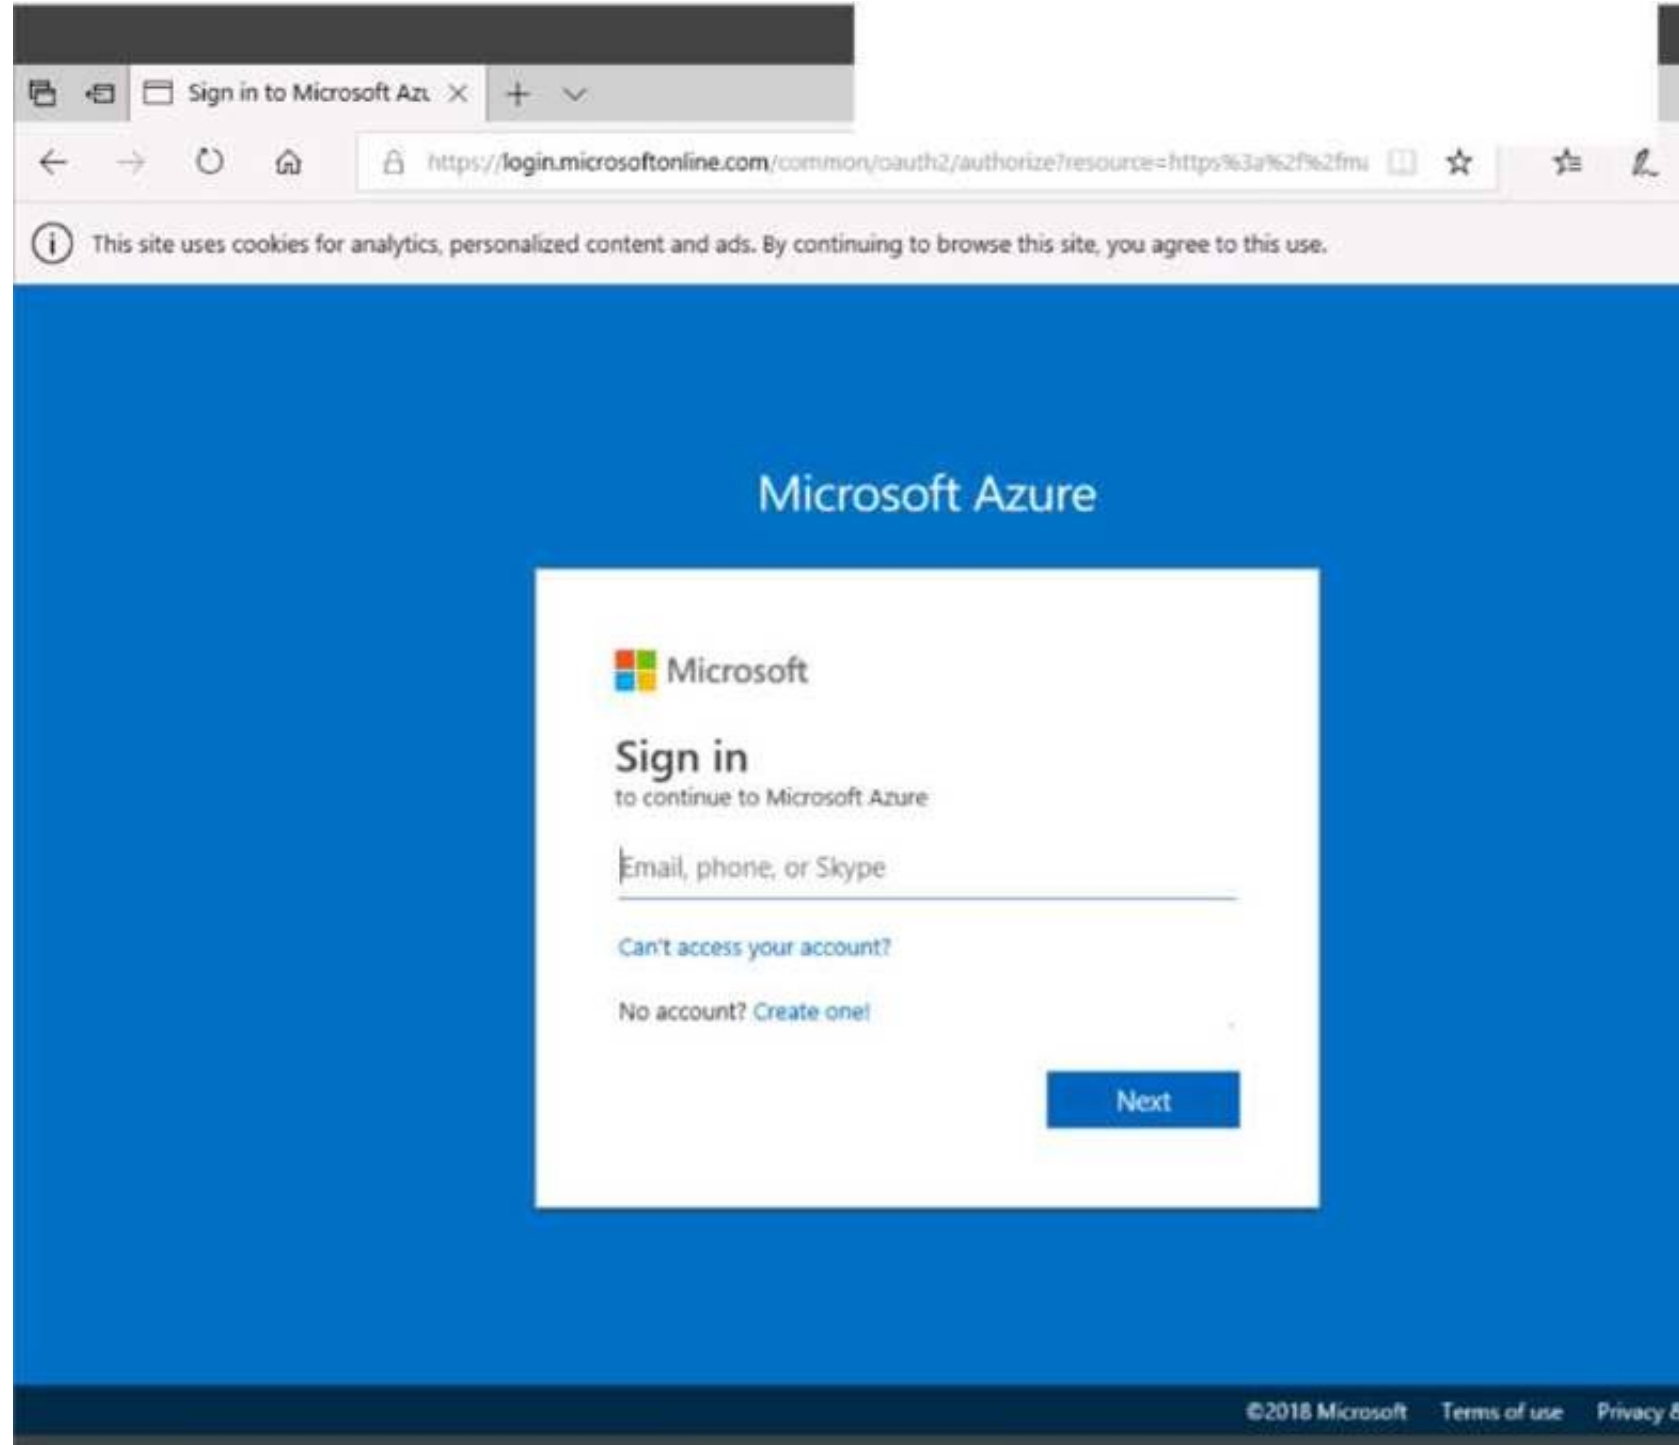 Sign in to Microsoft Azu
https://login.microsoftonline.com/common/oauth2/authorize?resource=https%3a%2f%2fma
This site uses cookies for analytics, personalized content and ads. By continuing to browse this site, you agree to this use.
Microsoft Azure
Microsoft
Sign in
to continue to Microsoft Azure
Email, phone, or Skype
Can't access your account?
No account? Create one!
Next
©2018 Microsoft Terms of use Privacy &